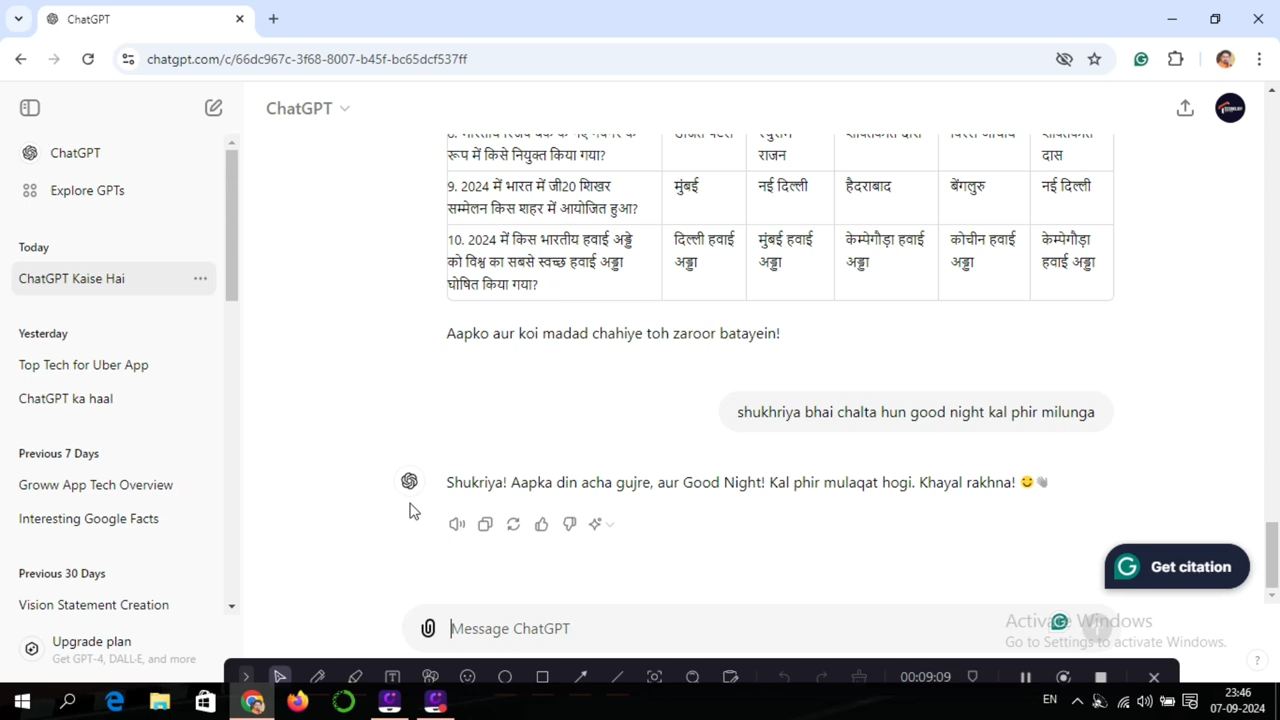 ChatGPT
chatgpt.com/c/66dc967c-3f68-8007-b45f-bc65dcf537ff
ChatGPT
ChatGPT
Explore GPTs
Today
ChatGPT Kaise Hai
Yesterday
Top Tech for Uber App
ChatGPT ka haal
Previous 7 Days
Groww App Tech Overview
Interesting Google Facts
Previous 30 Days
Vision Statement Creation
Upgrade plan
Get GPT-4, DALL·E, and more
राजन
दास
रूप में किसे नियुक्त किया गया?
9. 2024 में भारत में जी20 शिखर
सम्मेलन किस शहर में आयोजित हुआ?
मुंबई
नई दिल्ली
हैदराबाद
बेंगलुरु
नई दिल्ली
10. 2024 में किस भारतीय हवाई अड्डे
को विश्व का सबसे स्वच्छ हवाई अड्डा
घोषित किया गया?
दिल्ली हवाई
अड्डा
मुंबई हवाई
अड्डा
केम्पेगौड़ा हवाई
अड्डा
कोचीन हवाई
अड्डा
केम्पेगौड़ा
हवाई अड्डा
Aapko aur koi madad chahiye toh zaroor batayein!
shukhriya bhai chalta hun good night kal phir milunga
Shukriya! Aapka din acha gujre, aur Good Night! Kal phir mulaqat hogi. Khayal rakhna! 😊👋
Get citation
Message ChatGPT
Activate Windows
Go to Settings to activate Windows.
00:09:09
EN
23:46
07-09-2024